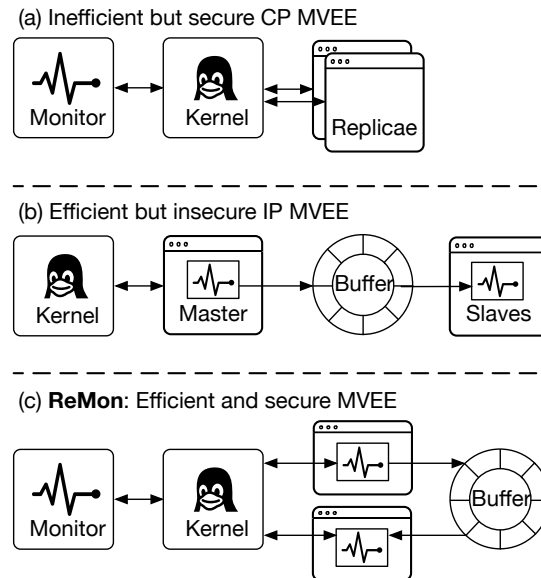 (a) Inefficient but secure CP MVEE
Monitor
Kernel
Replicae
(b) Efficient but insecure IP MVEE
Kernel
Master
Buffer
Slaves
(c) ReMon: Efficient and secure MVEE
Monitor
Kernel
Buffer